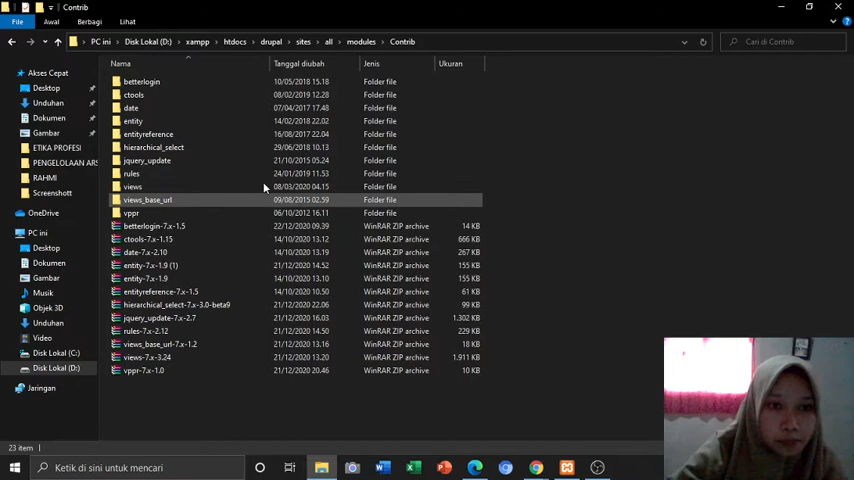 Contrib
File
Awal
Berbagi
Lihat
PC ini > Disk Lokal (D:) > xampp > htdocs > drupal > sites > all > modules > Contrib
Cari di Contrib
Nama Tanggal diubah Jenis Ukuran
Akses Cepat
Desktop
Unduhan
Dokumen
Gambar
ETIKA PROFESI
PENGELOLAAN ARS
RAHMI
Screenshott
OneDrive
PC ini
Desktop
Dokumen
Gambar
Musik
Objek 3D
Unduhan
Video
Disk Lokal (C:)
Disk Lokal (D:)
Jaringan
betterlogin 10/05/2018 15.18 Folder file
ctools 08/02/2019 12.28 Folder file
date 07/04/2017 17.48 Folder file
entity 14/02/2018 22.02 Folder file
entityreference 16/08/2017 22.04 Folder file
hierarchical_select 29/06/2018 10.13 Folder file
jquery_update 21/10/2015 05.24 Folder file
rules 24/01/2019 11.53 Folder file
views 08/03/2020 04.15 Folder file
views_base_url 09/08/2015 02.59 Folder file
vppr 06/10/2012 16.11 Folder file
betterlogin-7.x-1.5 22/12/2020 09.39 WinRAR ZIP archive 14 KB
ctools-7.x-1.15 14/10/2020 13.12 WinRAR ZIP archive 666 KB
date-7.x-2.10 14/10/2020 13.19 WinRAR ZIP archive 267 KB
entity-7.x-1.9 (1) 21/12/2020 14.52 WinRAR ZIP archive 155 KB
entity-7.x-1.9 14/10/2020 13.10 WinRAR ZIP archive 155 KB
entityreference-7.x-1.5 14/10/2020 10.50 WinRAR ZIP archive 61 KB
hierarchical_select-7.x-3.0-beta9 21/12/2020 22.06 WinRAR ZIP archive 99 KB
jquery_update-7.x-2.7 21/12/2020 16.03 WinRAR ZIP archive 1.302 KB
rules-7.x-2.12 21/12/2020 14.50 WinRAR ZIP archive 229 KB
views_base_url-7.x-1.2 21/12/2020 13.16 WinRAR ZIP archive 18 KB
views-7.x-3.24 21/12/2020 13.20 WinRAR ZIP archive 1.911 KB
vppr-7.x-1.0 21/12/2020 20.46 WinRAR ZIP archive 10 KB
23 item
Ketik di sini untuk mencari